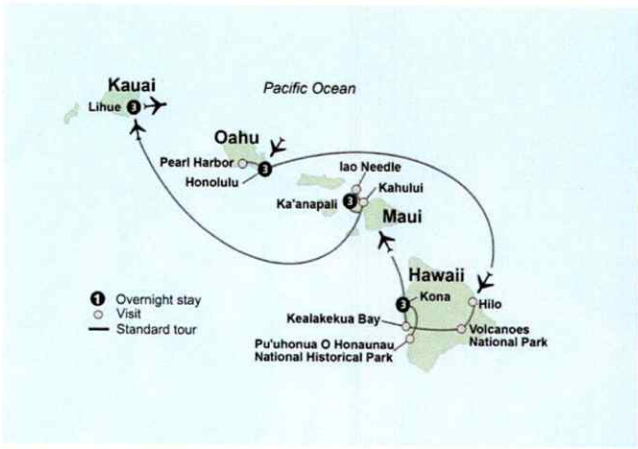 Kauai
Pacific Ocean
Lihue 3
Oahu
Pearl Harbor
Honolulu 3
Iao Needle
Kahului
Ka'anapali 3
Maui
Hawaii
Kona
3
Hilo
Kealakekua Bay
Volcanoes
National Park
Pu'uhonua O Honaunau
National Historical Park
1 Overnight stay
Visit
Standard tour